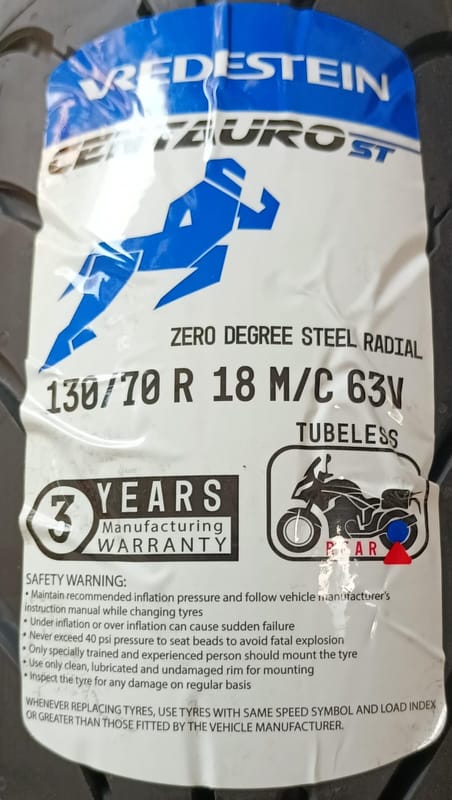 VREDESTEIN
CENTAURO ST
ZERO DEGREE STEEL RADIAL
130/70 R 18 M/C 63V
TUBELESS
3 YEARS
Manufacturing
WARRANTY
REAR
SAFETY WARNING:
• Maintain recommended inflation pressure and follow vehicle manufacturer's
instruction manual while changing tyres
• Under inflation or over inflation can cause sudden failure
• Never exceed 40 psi pressure to seat beads to avoid fatal explosion
• Only specially trained and experienced person should mount the tyre
• Use only clean, lubricated and undamaged rim for mounting
• Inspect the tyre for any damage on regular basis
WHENEVER REPLACING TYRES, USE TYRES WITH SAME SPEED SYMBOL AND LOAD INDEX
OR GREATER THAN THOSE FITTED BY THE VEHICLE MANUFACTURER.